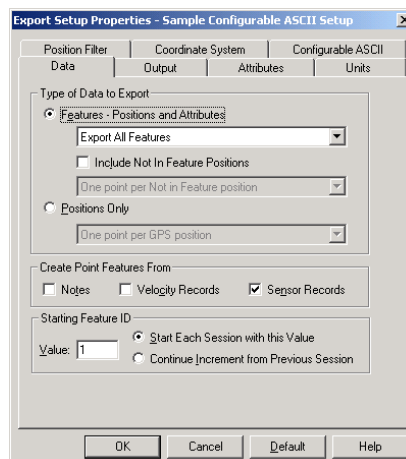 Export Setup Properties - Sample Configurable ASCII Setup
Position Filter Coordinate System Configurable ASCII
Data Output Attributes Units
Type of Data to Export
Features - Positions and Attributes
Export All Features
Include Not In Feature Positions
One point per Not in Feature position
Positions Only
One point per GPS position
Create Point Features From
Notes Velocity Records Sensor Records
Starting Feature ID
Start Each Session with this Value
Value: 1
Continue Increment from Previous Session
OK Cancel Default Help